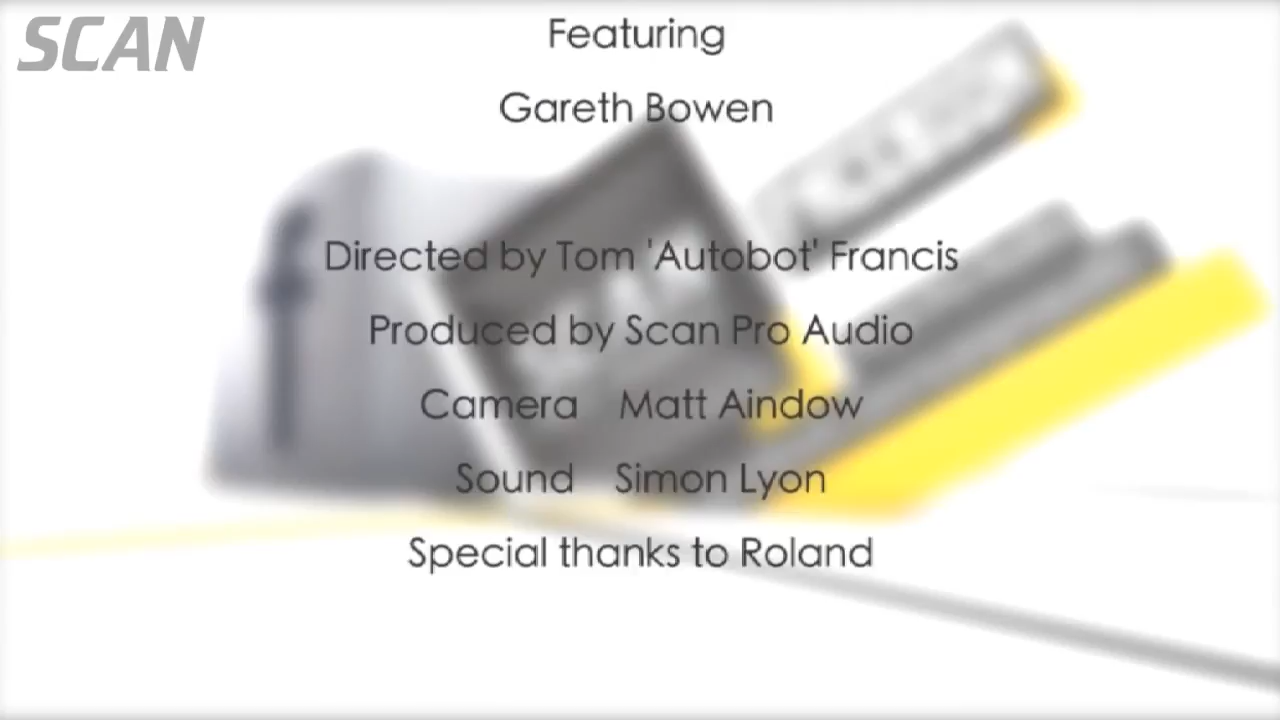 SCAN
Featuring
Gareth Bowen
Directed by Tom 'Autobot' Francis
Produced by Scan Pro Audio
Camera Matt Aindow
Sound Simon Lyon
Special thanks to Roland